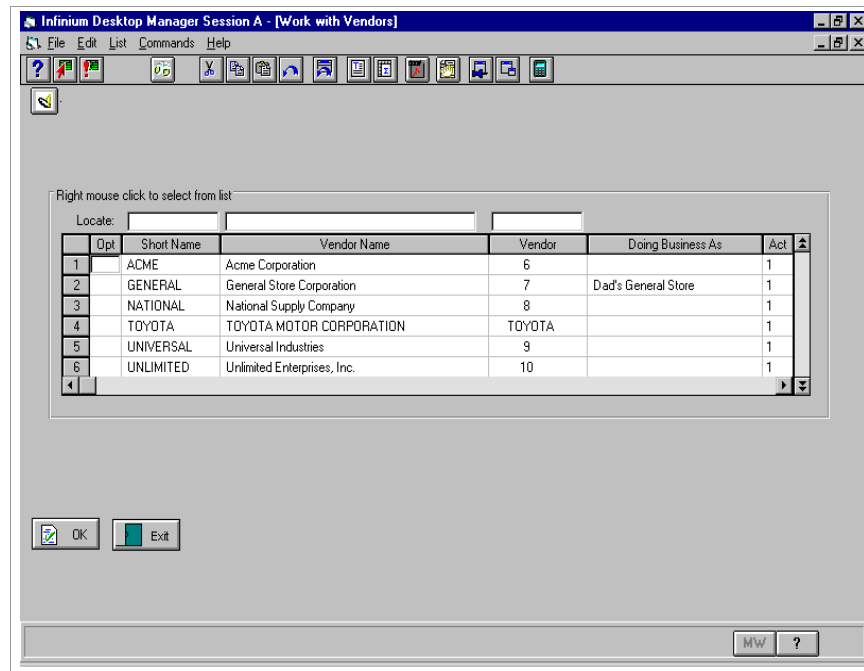 Infinium Desktop Manager Session A - [Work with Vendors]
File Edit List Commands Help
Right mouse click to select from list
Locate:
Opt Short Name Vendor Name Vendor Doing Business As Act
1 ACME Acme Corporation 6 1
2 GENERAL General Store Corporation 7 Dad's General Store 1
3 NATIONAL National Supply Company 8 1
4 TOYOTA TOYOTA MOTOR CORPORATION TOYOTA 1
5 UNIVERSAL Universal Industries 9 1
6 UNLIMITED Unlimited Enterprises, Inc. 10 1
OK Exit
MW ?